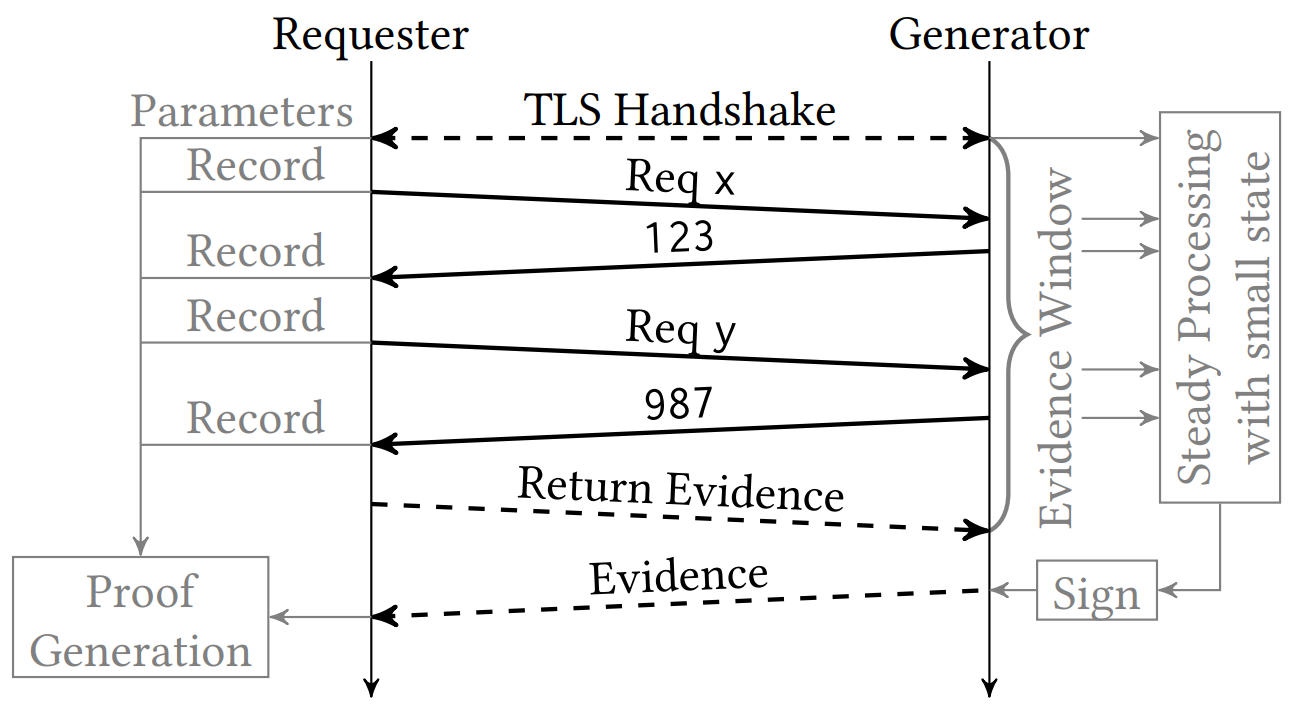 Requester
Generator
TLS Handshake
Parameters
Record
Req x
123
Record
Record
Req y
987
Record
Return Evidence
Evidence
Evidence Window
Steady Processing
with small state
Sign
Proof
Generation